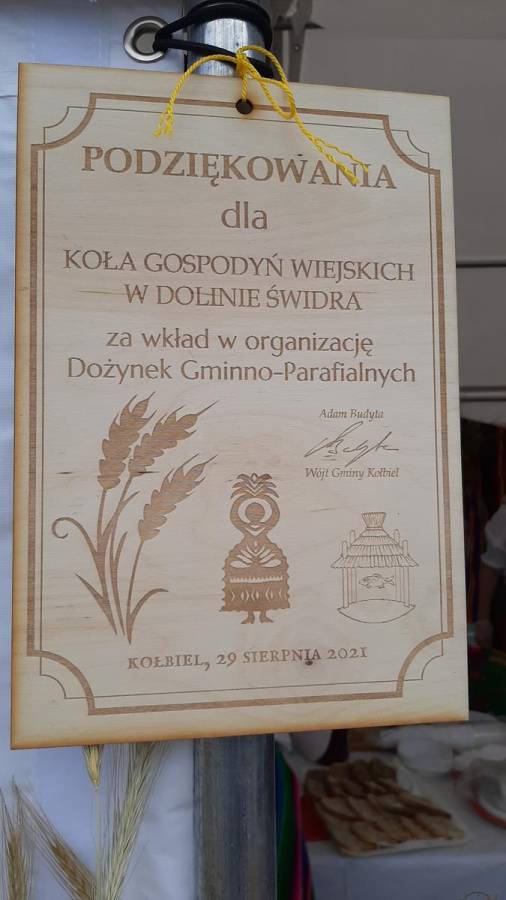 PODZIĘKOWANIA
dla
KOŁA GOSPODYŃ WIEJSKICH
W DOLINIE ŚWIDRA
za wkład w organizację
Dożynek Gminno-Parafialnych
Adam Budyta
Wójt Gminy Kołbiel
KOŁBIEL, 29 SIERPNIA 2021